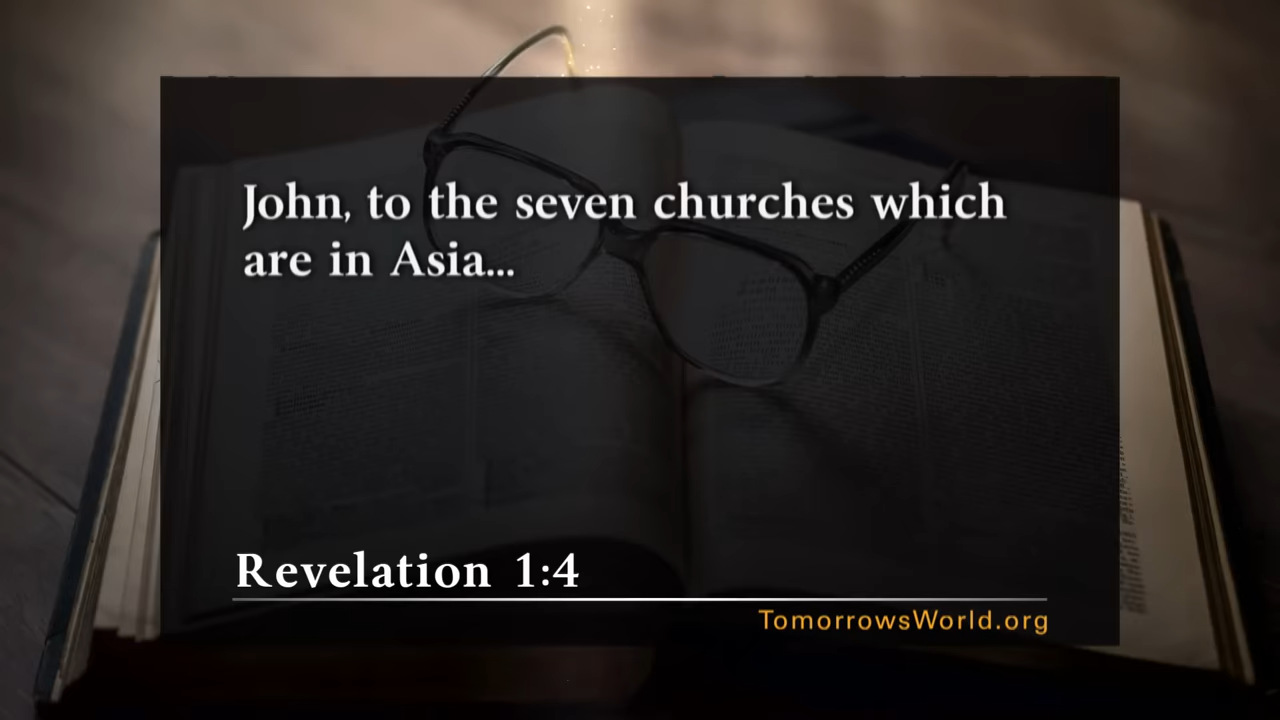 John, to the seven churches which
are in Asia...
Revelation 1:4
TomorrowsWorld.org